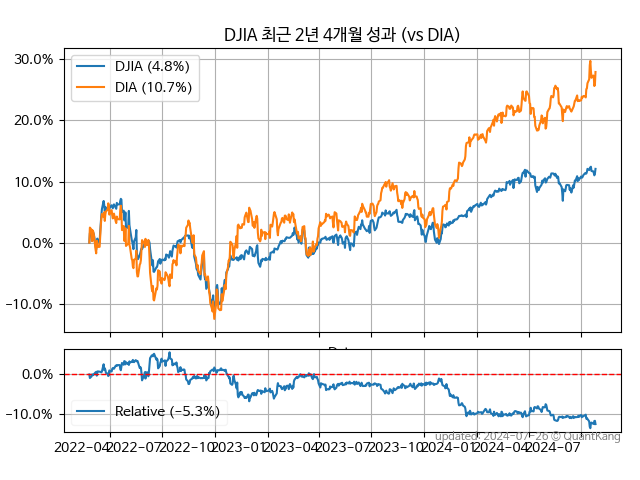 DJIA 최근 2년 4개월 성과 (vs DIA)
DJIA (4.8%)
DIA (10.7%)
30.0%
20.0%
10.0%
0.0%
−10.0%
0.0%
−10.0%
Relative (−5.3%)
2022-04 2022-07 2022-10 2023-01 2023-04 2023-07 2023-10 2024-01 2024-04 2024-07
updated: 2024-07-26 © QuantKang